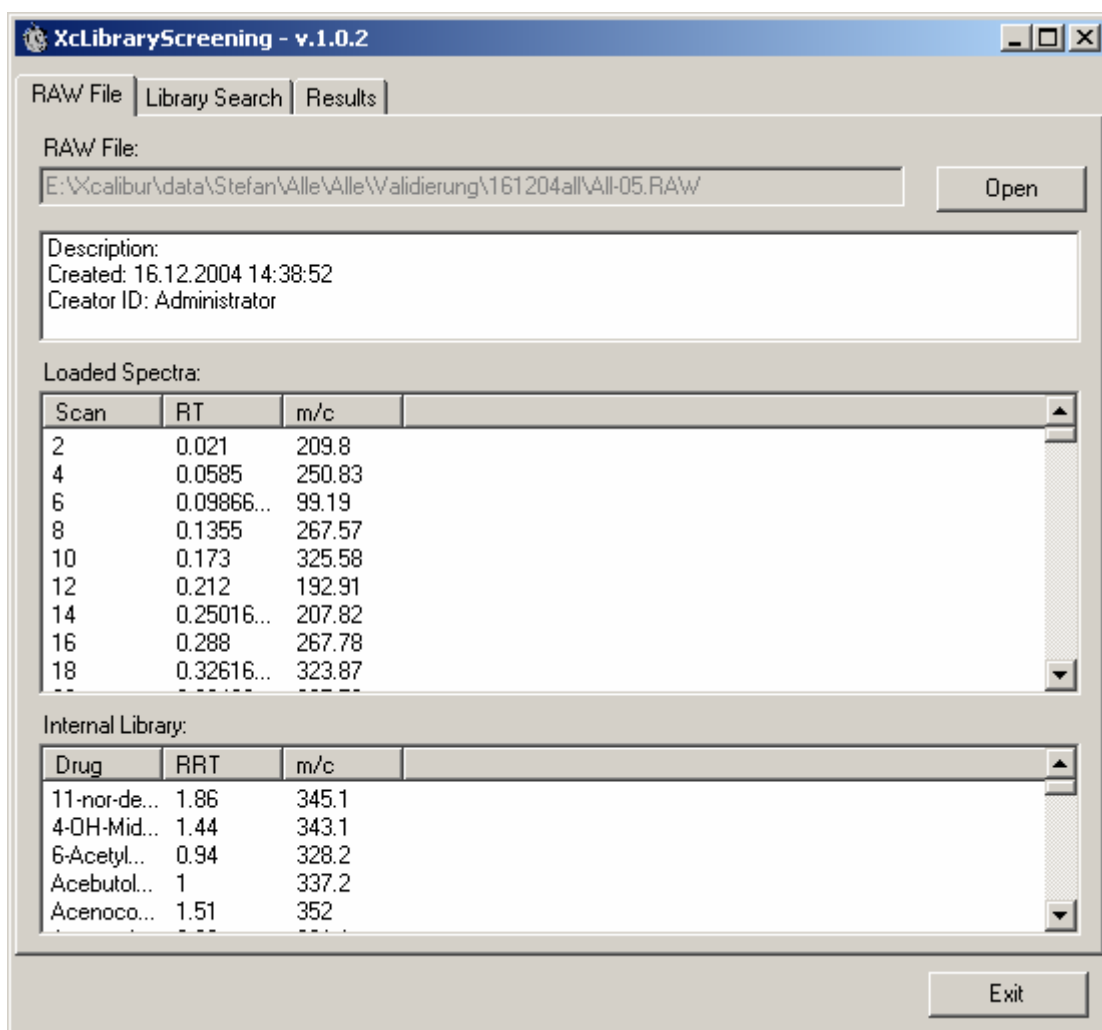 XcLibraryScreening - v.1.0.2
RAW File Library Search Results
RAW File:
E:\Xcalibur\data\Stefan\Alle\Alle\Validierung\161204all\All-05.RAW Open
Description:
Created: 16.12.2004 14:38:52
Creator ID: Administrator
Loaded Spectra:
Scan RT m/c
2 0.021 209.8
4 0.0585 250.83
6 0.09866... 99.19
8 0.1355 267.57
10 0.173 325.58
12 0.212 192.91
14 0.25016... 207.82
16 0.288 267.78
18 0.32616... 323.87
Internal Library:
Drug RRT m/c
11-nor-de... 1.86 345.1
4-OH-Mid... 1.44 343.1
6-Acetyl... 0.94 328.2
Acebutol... 1 337.2
Acenoco... 1.51 352
Exit